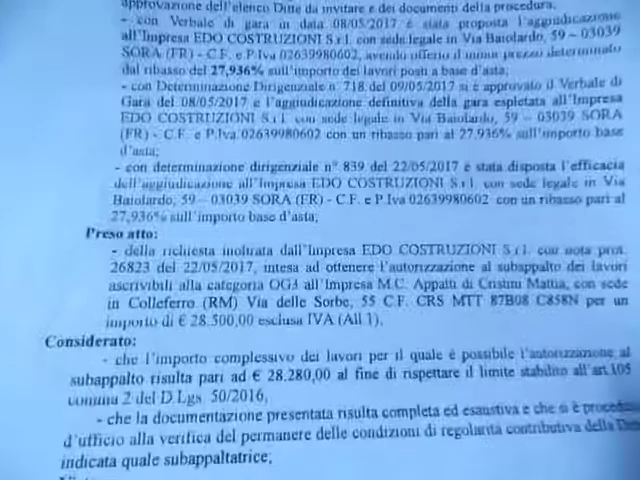 approvazione dell'elenco Ditte da invitare e dei documenti della procedura;
- con Verbale di gara in data 08/05/2017 è stata proposta l'aggiudicazione
all'Impresa EDO COSTRUZIONI S.r.l. con sede legale in Via Baiolardo, 59 – 03039
SORA (FR) - C.F. e P.Iva 02639980602, avendo offerto il minor prezzo determinato
dal ribasso del 27,936% sull'importo dei lavori posti a base d'asta;
- con Determinazione Dirigenziale n. 718 del 09/05/2017 si è approvato il Verbale di
Gara del 08/05/2017 e l'aggiudicazione definitiva della gara espletata all'Impresa
EDO COSTRUZIONI S.r.l. con sede legale in Via Baiolardo, 59 – 03039 SORA
(FR) - C.F. e P.Iva 02639980602 con un ribasso pari al 27,936% sull'importo base
d'asta;
- con determinazione dirigenziale n° 839 del 22/05/2017 è stata disposta l'efficacia
dell'aggiudicazione all'Impresa EDO COSTRUZIONI S.r.l. con sede legale in Via
Baiolardo, 59 – 03039 SORA (FR) - C.F. e P.Iva 02639980602 con un ribasso pari al
27,936% sull'importo base d'asta;
Preso atto:
- della richiesta inoltrata dall'Impresa EDO COSTRUZIONI S.r.l. con nota prot.
26823 del 22/05/2017, intesa ad ottenere l'autorizzazione al subappalto dei lavori
ascrivibili alla categoria OG3 all'Impresa M.C. Appalti di Cristini Mattia, con sede
in Colleferro (RM) Via delle Sorbe, 55 C.F. CRS MTT 87B08 C858N per un
importo di € 28.500,00 esclusa IVA (All 1),
Considerato:
- che l'importo complessivo dei lavori per il quale è possibile l'autorizzazione al
subappalto risulta pari ad € 28.280,00 al fine di rispettare il limite stabilito all'art.105
comma 2 del D.Lgs. 50/2016,
- che la documentazione presentata risulta completa ed esaustiva e che si è
d'ufficio alla verifica del permanere delle condizioni di regolarità contributiva della
indicata quale subappaltatrice;